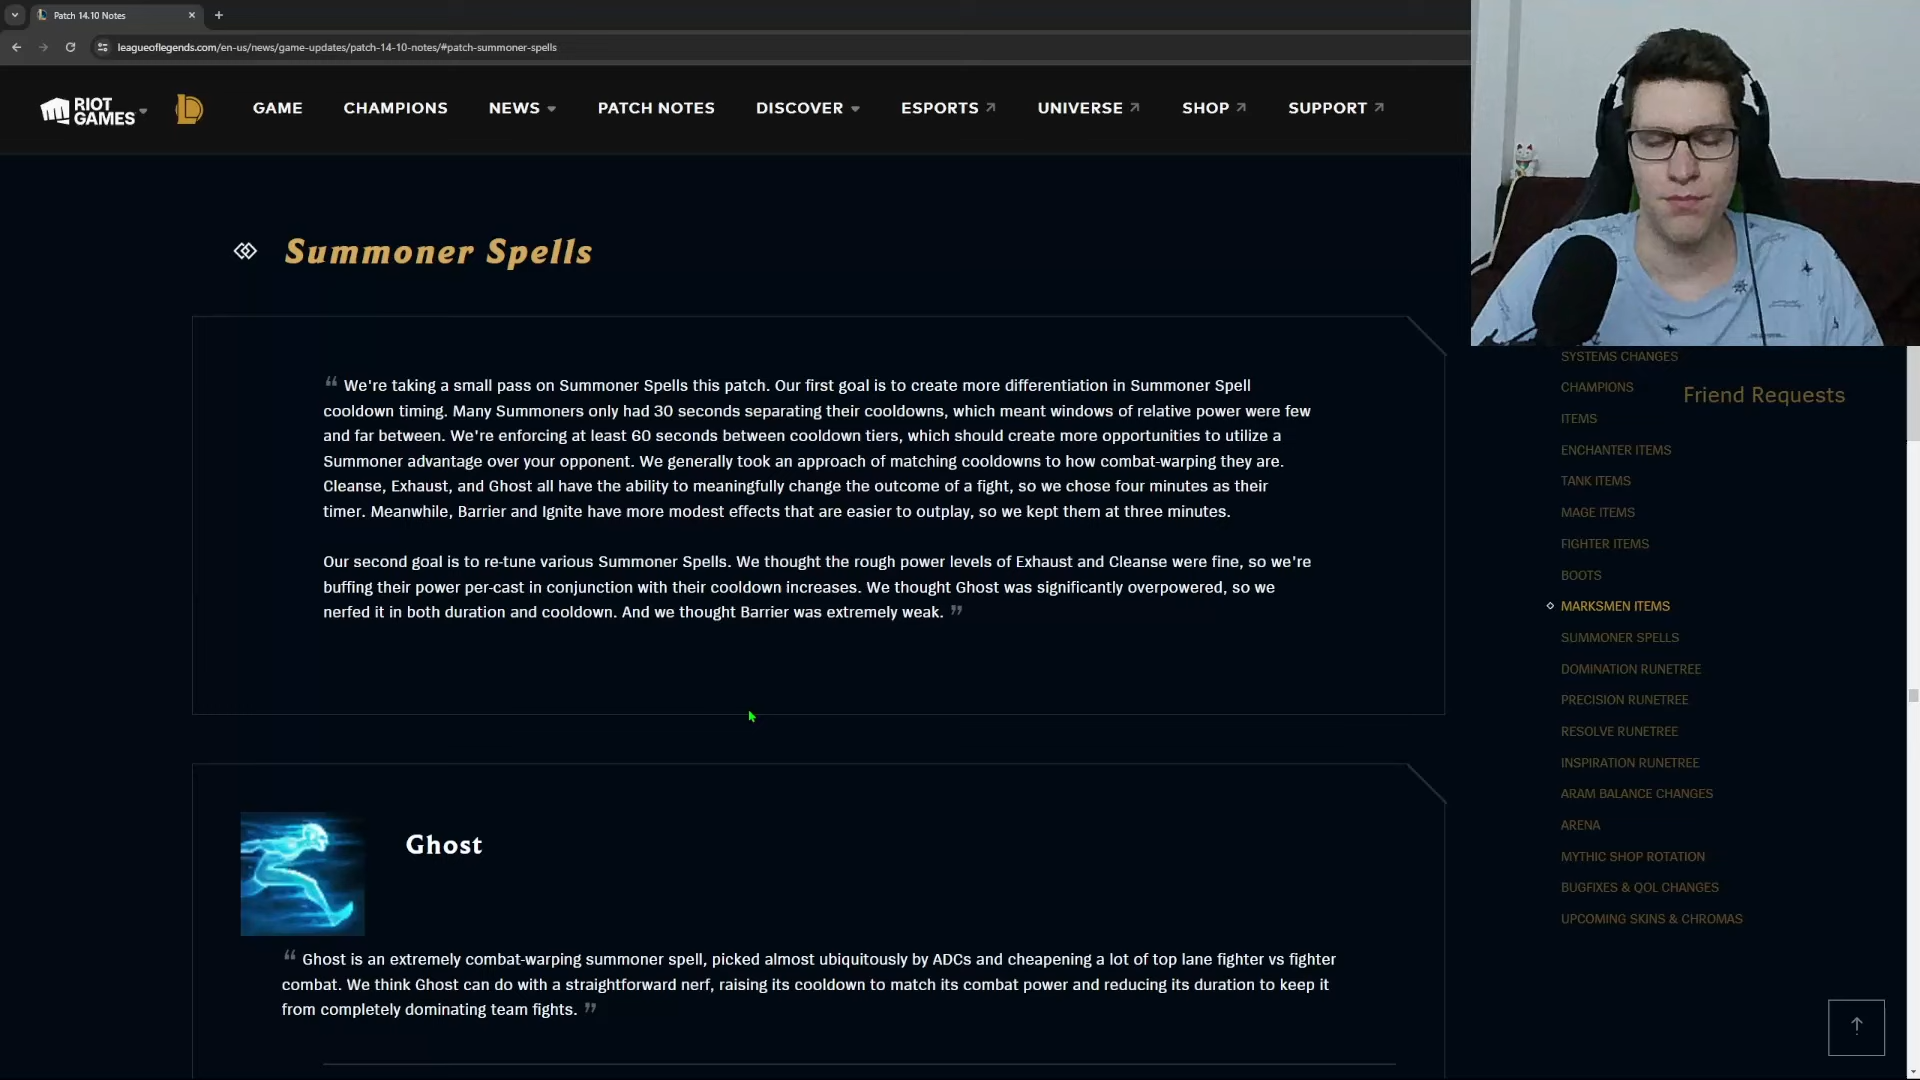 Patch 14.10 Notes
leagueoflegends.com/en-us/news/game-updates/patch-14-10-notes/#patch-summoner-spells
RIOT GAMES
GAME
CHAMPIONS
NEWS
PATCH NOTES
DISCOVER
ESPORTS
UNIVERSE
SHOP
SUPPORT
Summoner Spells
“ We're taking a small pass on Summoner Spells this patch. Our first goal is to create more differentiation in Summoner Spell
cooldown timing. Many Summoners only had 30 seconds separating their cooldowns, which meant windows of relative power were few
and far between. We're enforcing at least 60 seconds between cooldown tiers, which should create more opportunities to utilize a
Summoner advantage over your opponent. We generally took an approach of matching cooldowns to how combat-warping they are.
Cleanse, Exhaust, and Ghost all have the ability to meaningfully change the outcome of a fight, so we chose four minutes as their
timer. Meanwhile, Barrier and Ignite have more modest effects that are easier to outplay, so we kept them at three minutes.
Our second goal is to re-tune various Summoner Spells. We thought the rough power levels of Exhaust and Cleanse were fine, so we're
buffing their power per-cast in conjunction with their cooldown increases. We thought Ghost was significantly overpowered, so we
nerfed it in both duration and cooldown. And we thought Barrier was extremely weak. ”
Ghost
“ Ghost is an extremely combat-warping summoner spell, picked almost ubiquitously by ADCs and cheapening a lot of top lane fighter vs fighter
combat. We think Ghost can do with a straightforward nerf, raising its cooldown to match its combat power and reducing its duration to keep it
from completely dominating team fights. ”
SYSTEMS CHANGES
CHAMPIONS
Friend Requests
ITEMS
ENCHANTER ITEMS
TANK ITEMS
MAGE ITEMS
FIGHTER ITEMS
BOOTS
MARKSMEN ITEMS
SUMMONER SPELLS
DOMINATION RUNETREE
PRECISION RUNETREE
RESOLVE RUNETREE
INSPIRATION RUNETREE
ARAM BALANCE CHANGES
ARENA
MYTHIC SHOP ROTATION
BUGFIXES & QOL CHANGES
UPCOMING SKINS & CHROMAS